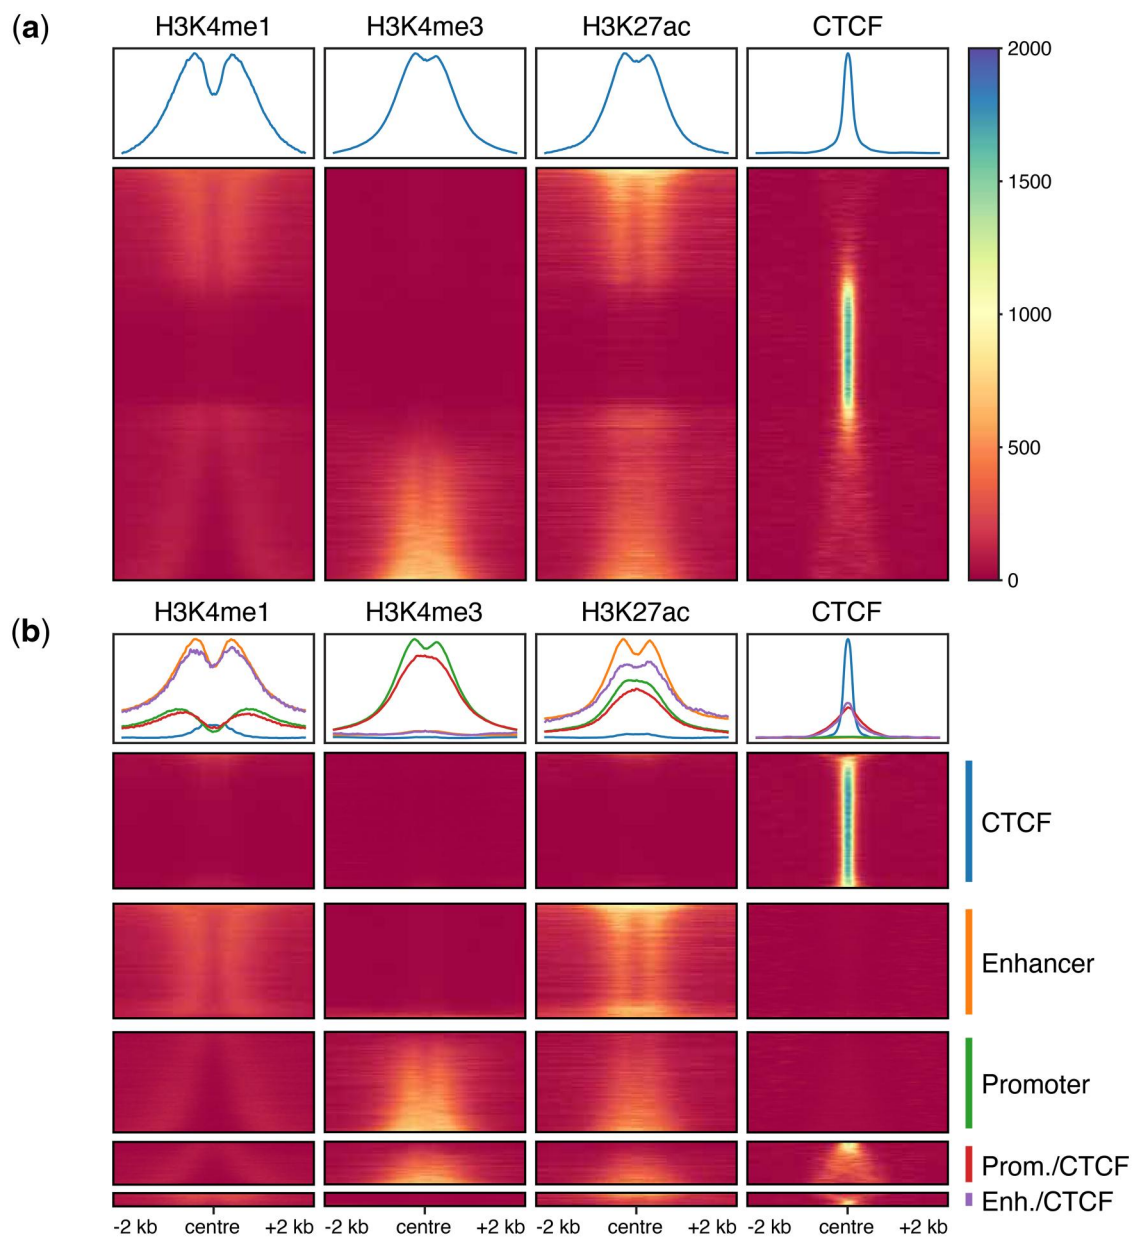 (a)
H3K4me1 H3K4me3 H3K27ac CTCF
2000
1500
1000
500
0
(b)
H3K4me1 H3K4me3 H3K27ac CTCF
CTCF
Enhancer
Promoter
Prom./CTCF
Enh./CTCF
-2 kb centre +2 kb -2 kb centre +2 kb -2 kb centre +2 kb -2 kb centre +2 kb